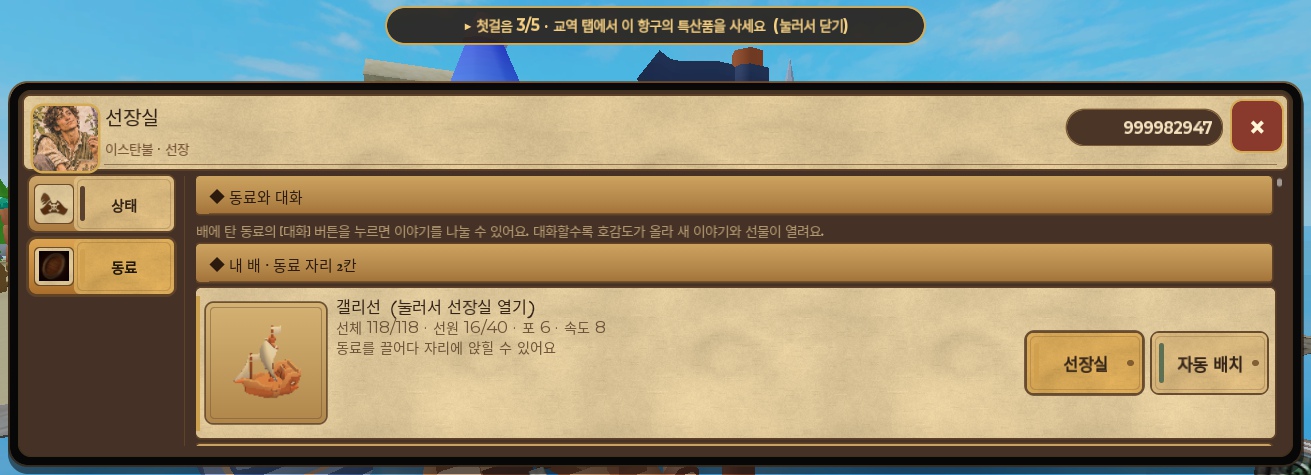 ▸ 첫걸음 3/5 · 교역 탭에서 이 항구의 특산품을 사세요 (눌러서 닫기)
선장실
999982947
×
이스탄불 · 선장
상태
동료
◆ 동료와 대화
배에 탄 동료의 [대화] 버튼을 누르면 이야기를 나눌 수 있어요. 대화할수록 호감도가 올라 새 이야기와 선물이 열려요.
◆ 내 배 · 동료 자리 2칸
갤리선 (눌러서 선장실 열기)
선체 118/118 · 선원 16/40 · 포 6 · 속도 8
동료를 끌어다 자리에 앉힐 수 있어요
선장실
자동 배치